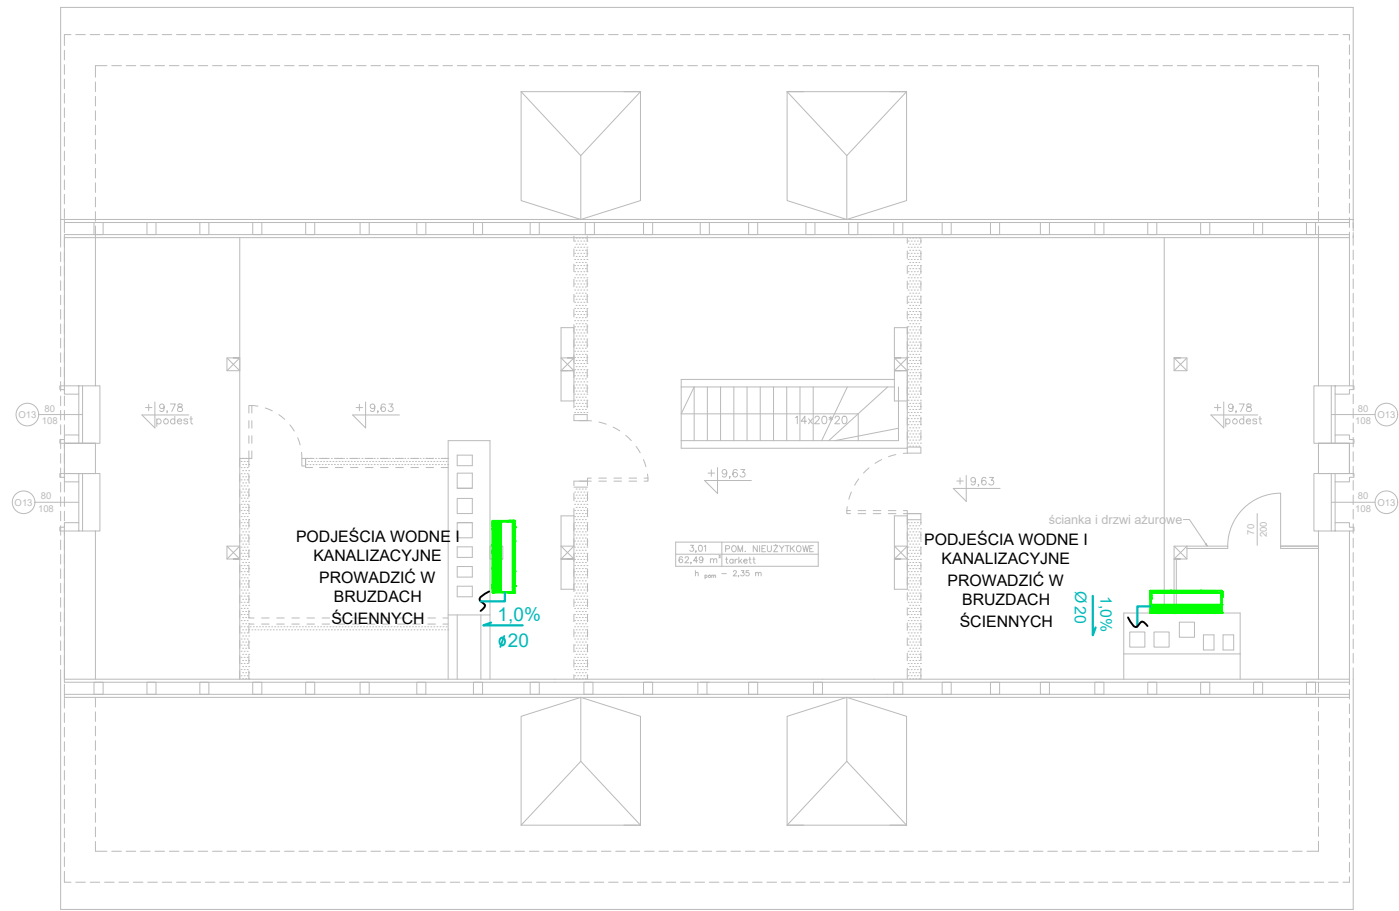 O13 80
108
+9,78
podest
+9,63
O13 80
108
PODJEŚCIA WODNE I
KANALIZACYJNE
PROWADZIĆ W
BRUZDACH
ŚCIENNYCH
1,0%
ø20
14x20*20
+9,63
3,01 POM. NIEUŻYTKOWE
62,49 m² tarkett
h pom – 2,35 m
+9,63
+9,78
podest
80
108 O13
80
108 O13
ścianka i drzwi ażurowe
70
200
PODJEŚCIA WODNE I
KANALIZACYJNE
PROWADZIĆ W
BRUZDACH
ŚCIENNYCH
1,0%
Ø20